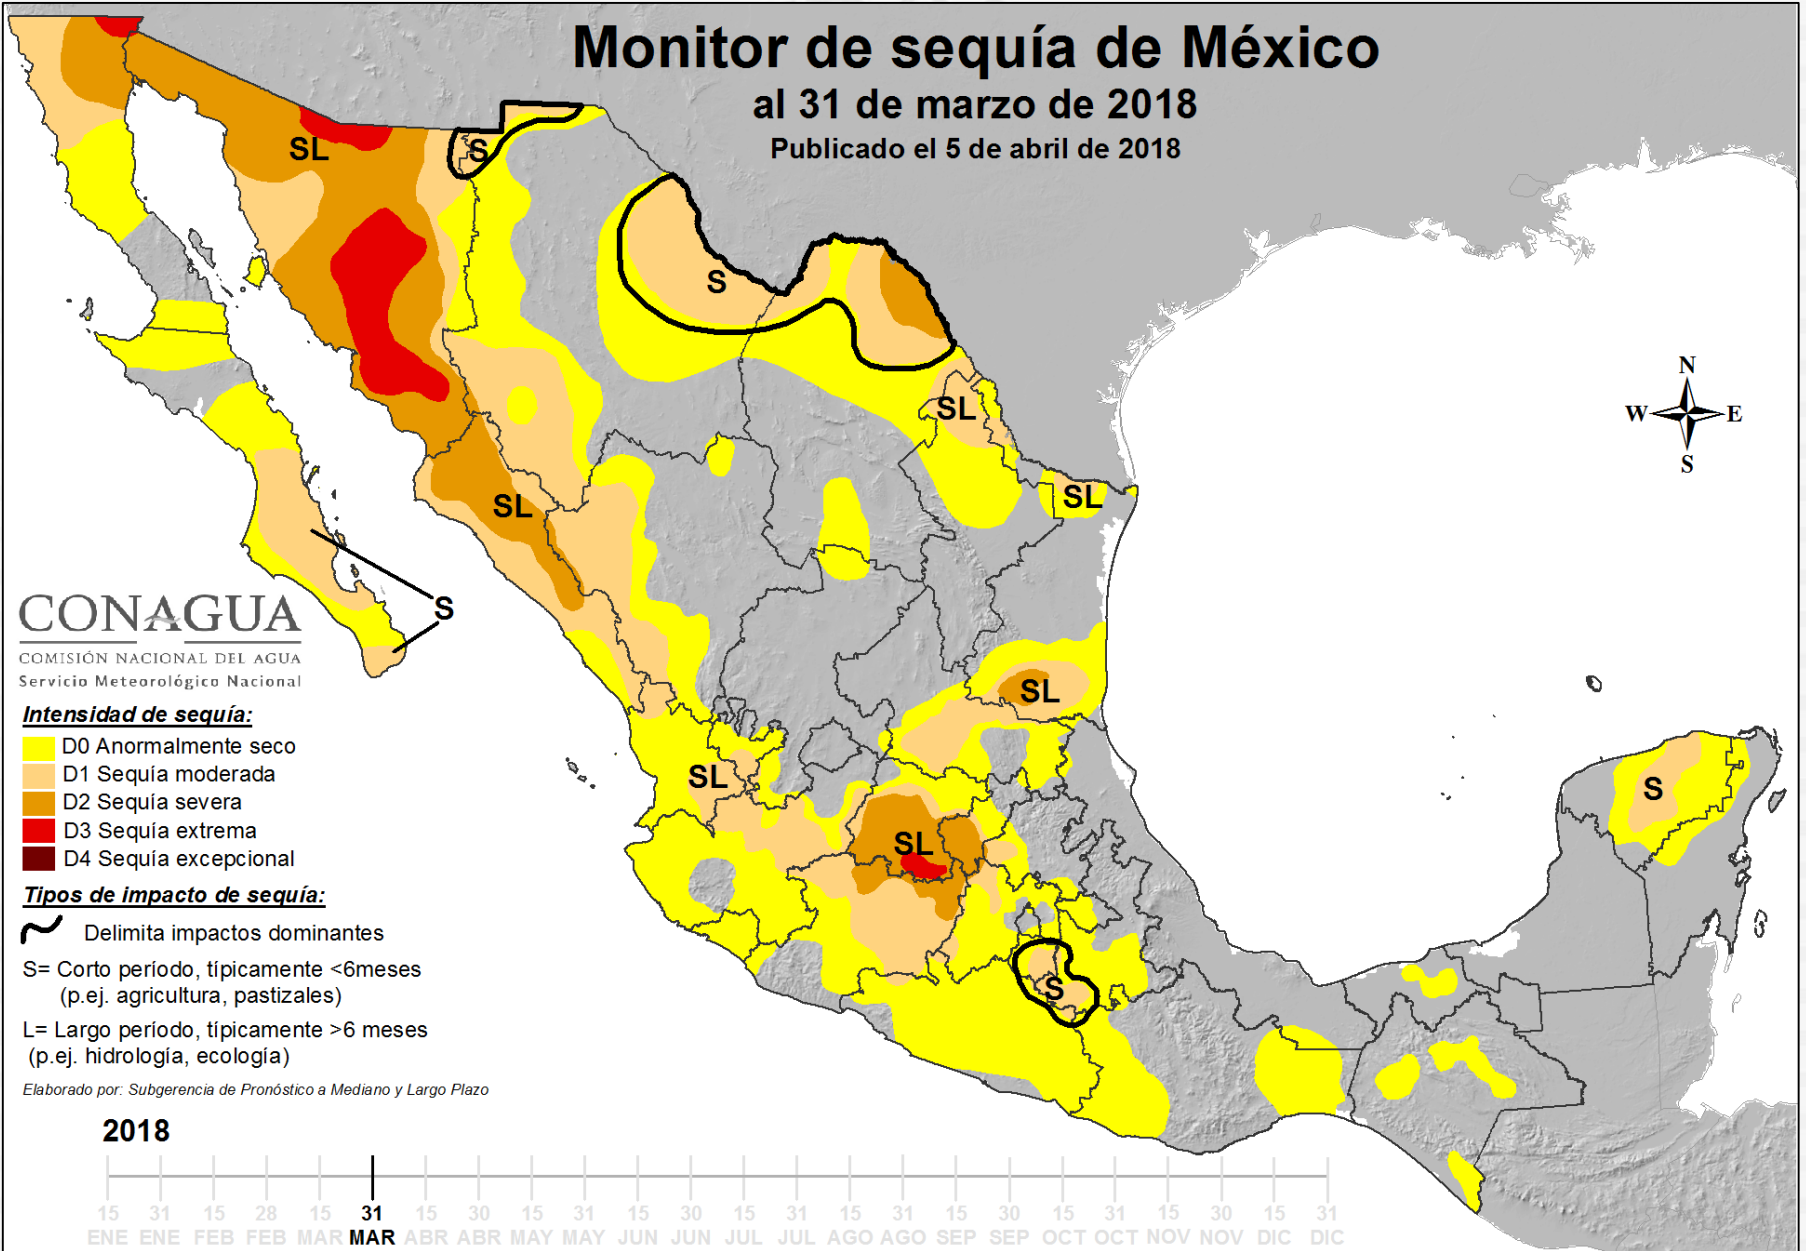 Monitor de sequía de México
al 31 de marzo de 2018
Publicado el 5 de abril de 2018
SL
S
S
SL
SL
SL
S
SL
SL
S
SL
S
N
W E
S
CONAGUA
COMISIÓN NACIONAL DEL AGUA
Servicio Meteorológico Nacional
Intensidad de sequía:
D0 Anormalmente seco
D1 Sequía moderada
D2 Sequía severa
D3 Sequía extrema
D4 Sequía excepcional
Tipos de impacto de sequía:
Delimita impactos dominantes
S= Corto período, típicamente <6meses
(p.ej. agricultura, pastizales)
L= Largo período, típicamente >6 meses
(p.ej. hidrología, ecología)
Elaborado por: Subgerencia de Pronóstico a Mediano y Largo Plazo
2018
15 31 15 28 15 31 15 30 15 31 15 30 15 31 15 31 15 30 15 31 15 30 15 31
ENE ENE FEB FEB MAR MAR ABR ABR MAY MAY JUN JUN JUL JUL AGO AGO SEP SEP OCT OCT NOV NOV DIC DIC